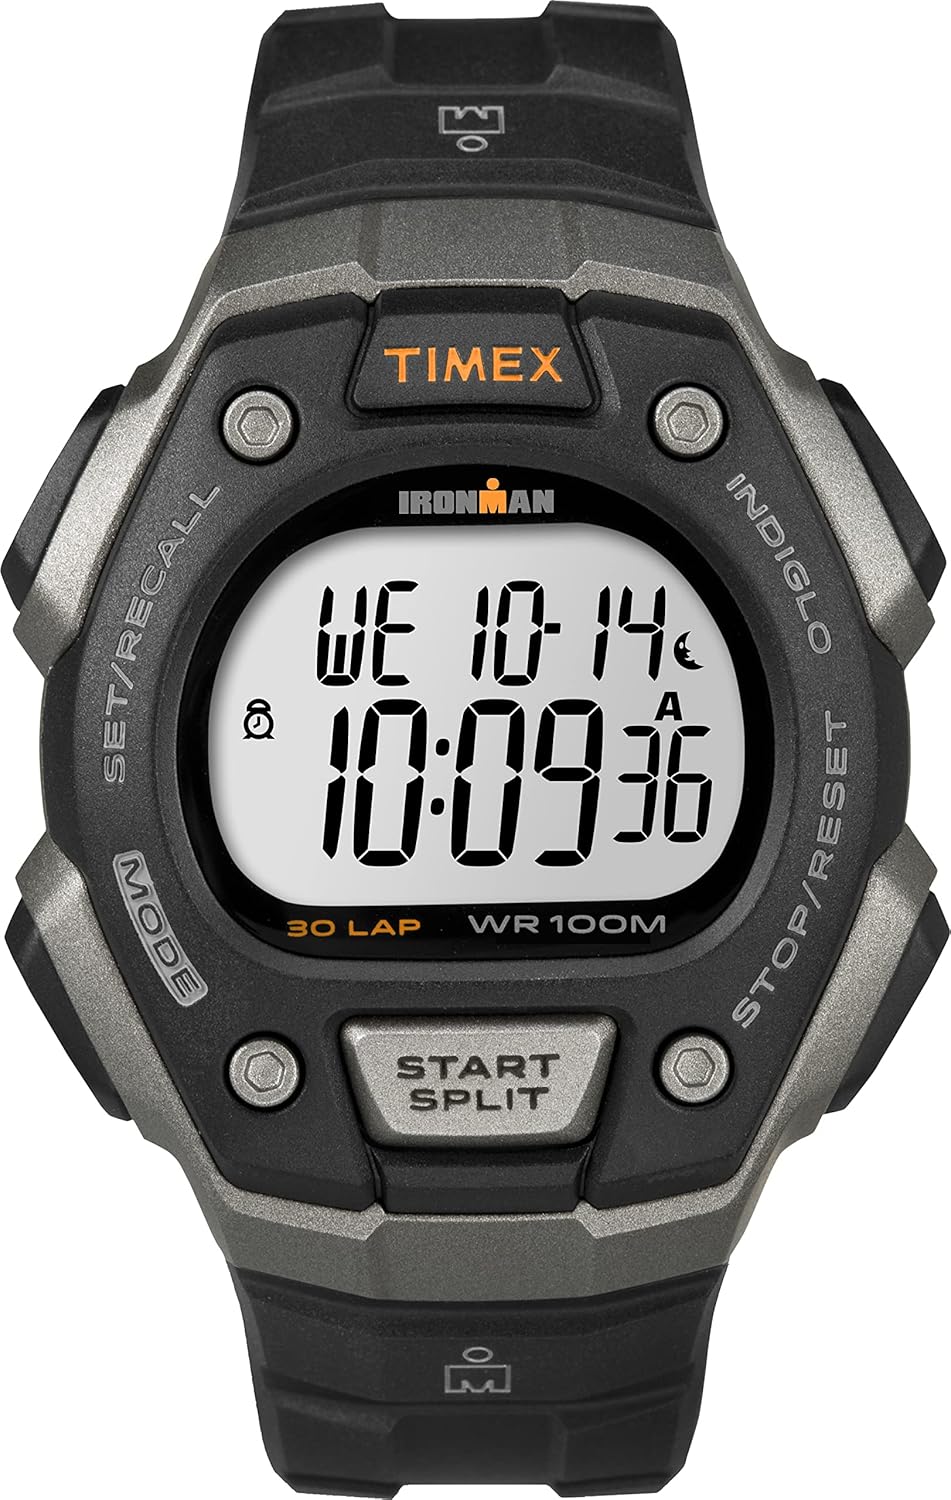 TIMEX
IRONMAN
SET/RECALL
INDIGLO
WE 10-14
A
10:09 36
MODE
STOP/RESET
30 LAP WR 100M
START
SPLIT